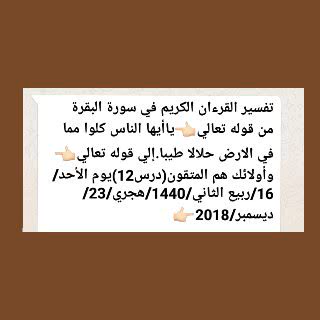 تفسير القرءان الكريم في سورة البقرة
من قوله تعالي👈🏻ياأيها الناس كلوا مما
في الارض حلالا طيبا.إلي قوله تعالي👈🏻
وأولائك هم المتقون(درس12)يوم الأحد/
16/ربيع الثاني/1440/هجري/23/
ديسمبر/2018👉🏻